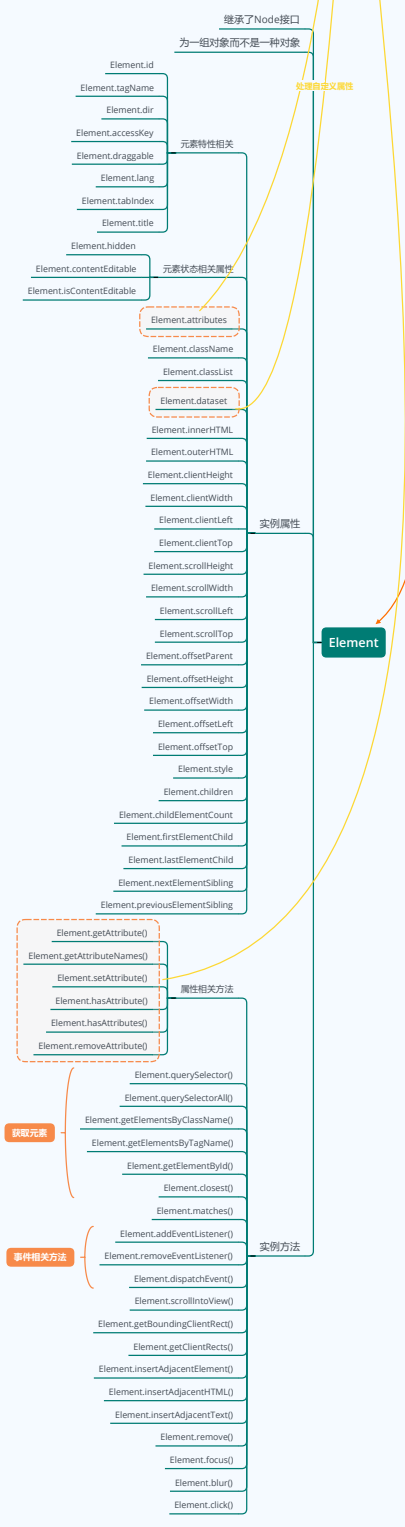 继承了Node接口
为一组对象而不是一种对象
Element.id
Element.tagName
处理自定义属性
Element.dir
Element.accessKey
元素特性相关
Element.draggable
Element.lang
Element.tabIndex
Element.title
Element.hidden
Element.contentEditable
元素状态相关属性
Element.isContentEditable
Element.attributes
Element.className
Element.classList
Element.dataset
Element.innerHTML
Element.outerHTML
Element.clientHeight
Element.clientWidth
Element.clientLeft
实例属性
Element.clientTop
Element.scrollHeight
Element.scrollWidth
Element.scrollLeft
Element.scrollTop
Element
Element.offsetParent
Element.offsetHeight
Element.offsetWidth
Element.offsetLeft
Element.offsetTop
Element.style
Element.children
Element.childElementCount
Element.firstElementChild
Element.lastElementChild
Element.nextElementSibling
Element.previousElementSibling
Element.getAttribute()
Element.getAttributeNames()
Element.setAttribute()
属性相关方法
Element.hasAttribute()
Element.hasAttributes()
Element.removeAttribute()
Element.querySelector()
Element.querySelectorAll()
Element.getElementsByClassName()
获取元素
Element.getElementsByTagName()
Element.getElementById()
Element.closest()
Element.matches()
Element.addEventListener()
实例方法
事件相关方法
Element.removeEventListener()
Element.dispatchEvent()
Element.scrollIntoView()
Element.getBoundingClientRect()
Element.getClientRects()
Element.insertAdjacentElement()
Element.insertAdjacentHTML()
Element.insertAdjacentText()
Element.remove()
Element.focus()
Element.blur()
Element.click()